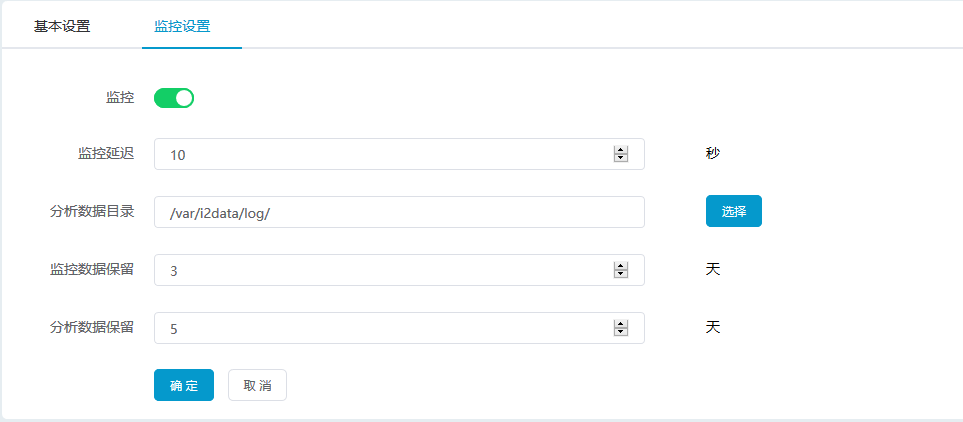 基本设置 监控设置
监控
监控延迟 10 秒
分析数据目录 /var/i2data/log/ 选择
监控数据保留 3 天
分析数据保留 5 天
确 定 取 消